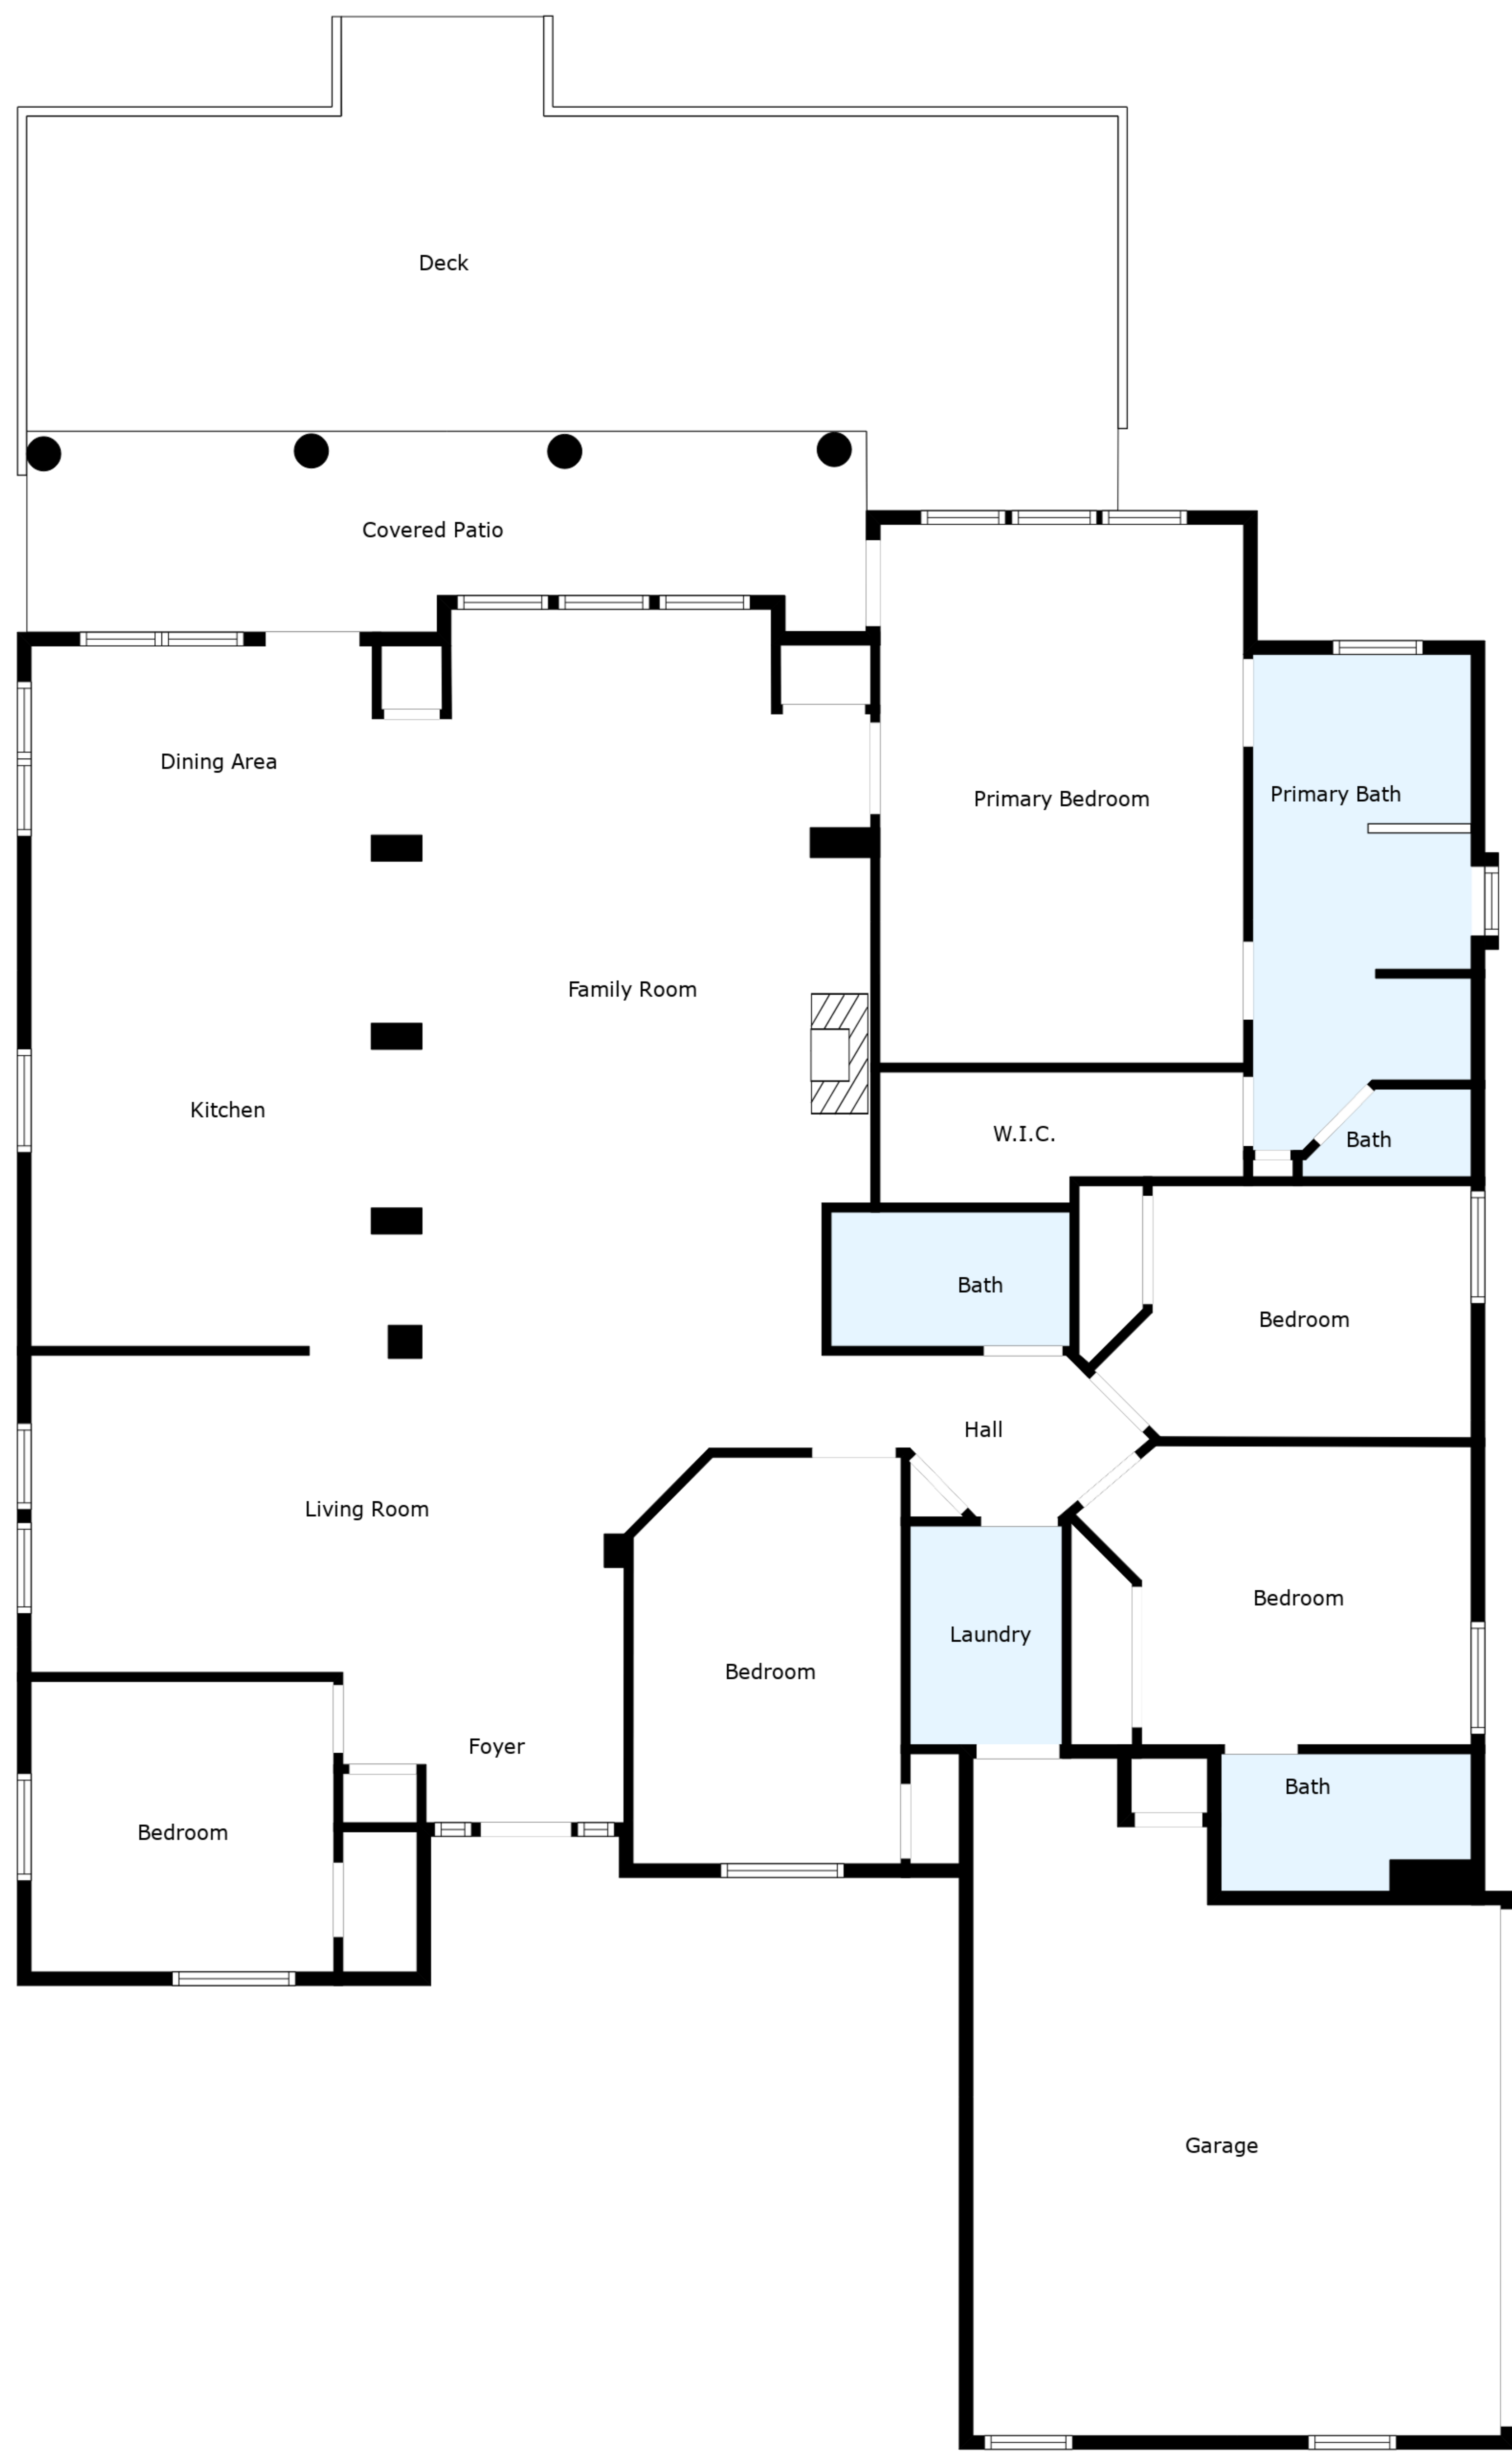 Deck
Covered Patio
Dining Area
Primary Bedroom
Primary Bath
Family Room
Kitchen
W.I.C.
Bath
Bath
Bedroom
Hall
Living Room
Bedroom
Laundry
Bedroom
Foyer
Bath
Bedroom
Garage